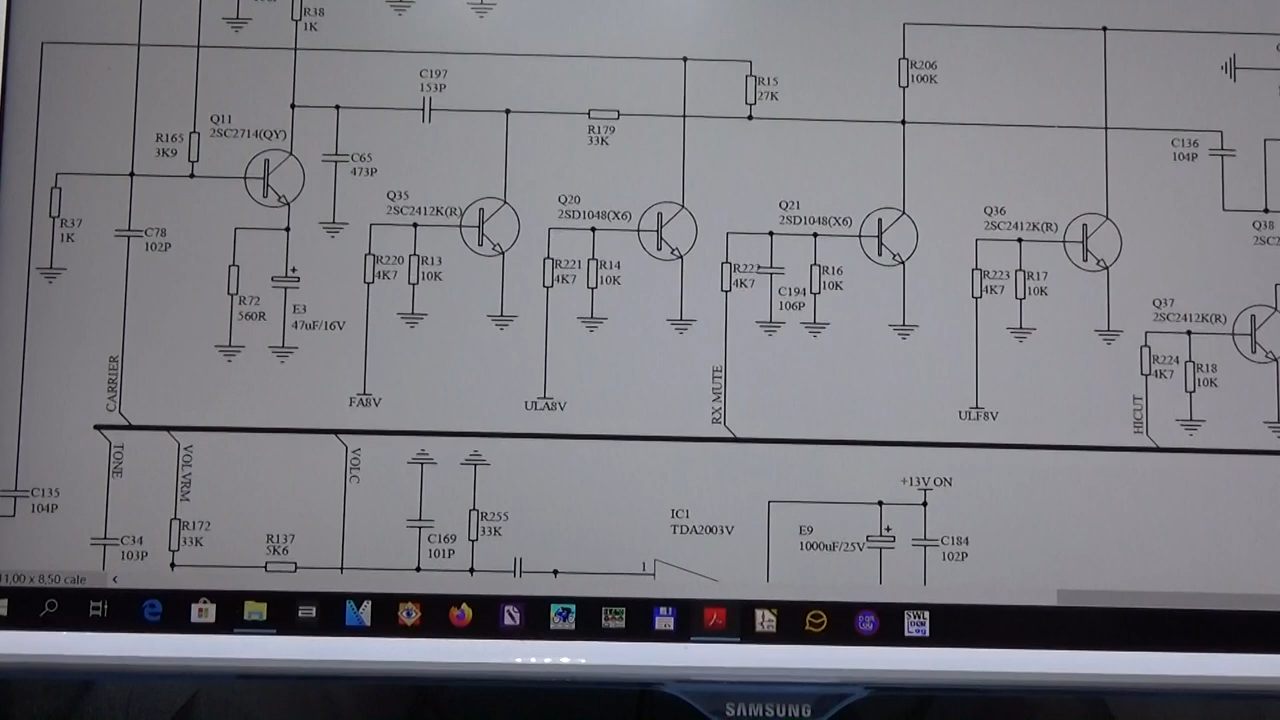 R38
1K
C197
153P
R15
27K
R206
100K
Q11
2SC2714(QY)
R165
3K9
R179
33K
C136
104P
C65
473P
R37
1K
C78
102P
Q35
2SC2412K(R)
Q20
2SD1048(X6)
Q21
2SD1048(X6)
Q36
2SC2412K(R)
Q38
R220
4K7
R13
10K
R221
4K7
R14
10K
4K7
C194
106P
R16
10K
R223
4K7
R17
10K
R72
560R
E3
47uF/16V
Q37
2SC2412K(R)
R224
4K7
R18
10K
CARRIER
FA8V
ULA8V
RX MUTE
ULF8V
HICUT
TONE
VOLVRM
VOLC
C135
104P
C34
103P
R172
33K
R137
5K6
C169
101P
R255
33K
IC1
TDA2003V
1
+13V ON
E9
1000uF/25V
C184
102P
11,00 x 8,50 cale
SWL
SAMSUNG